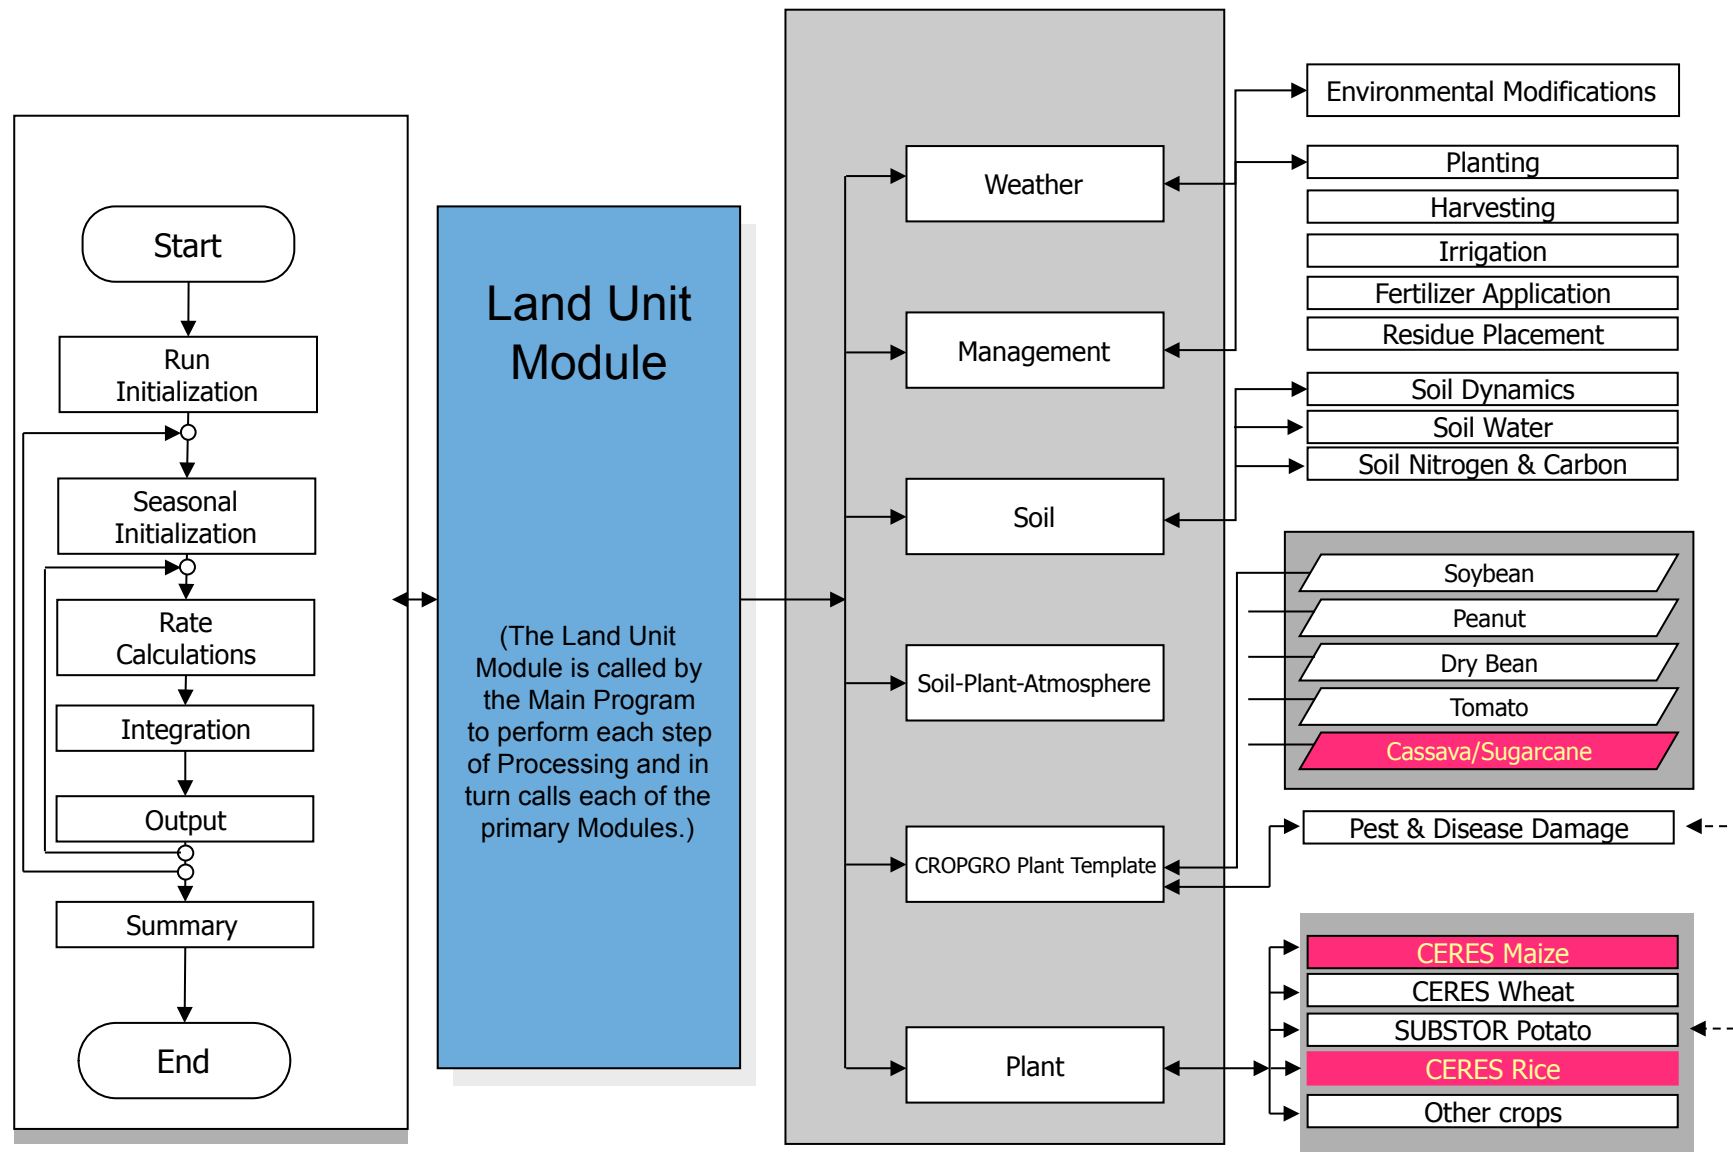 Start
Run
Initialization
Seasonal
Initialization
Rate
Calculations
Integration
Output
Summary
End
Land Unit
Module
(The Land Unit
Module is called by
the Main Program
to perform each step
of Processing and in
turn calls each of the
primary Modules.)
Weather
Management
Soil
Soil-Plant-Atmosphere
CROPGRO Plant Template
Plant
Environmental Modifications
Planting
Harvesting
Irrigation
Fertilizer Application
Residue Placement
Soil Dynamics
Soil Water
Soil Nitrogen & Carbon
Soybean
Peanut
Dry Bean
Tomato
Cassava/Sugarcane
Pest & Disease Damage
CERES Maize
CERES Wheat
SUBSTOR Potato
CERES Rice
Other crops